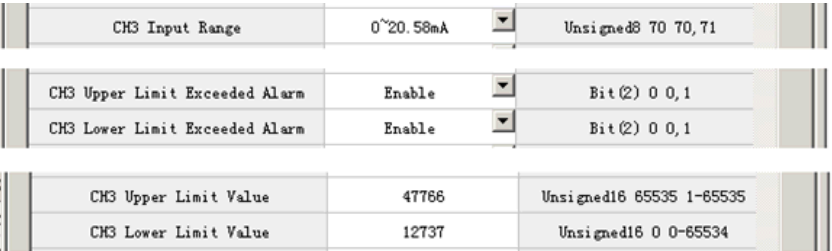 CH3 Input Range 0~20.58mA Unsigned8 70 70,71
CH3 Upper Limit Exceeded Alarm Enable Bit(2) 0 0,1
CH3 Lower Limit Exceeded Alarm Enable Bit(2) 0 0,1
CH3 Upper Limit Value 47766 Unsigned16 65535 1-65535
CH3 Lower Limit Value 12737 Unsigned16 0 0-65534